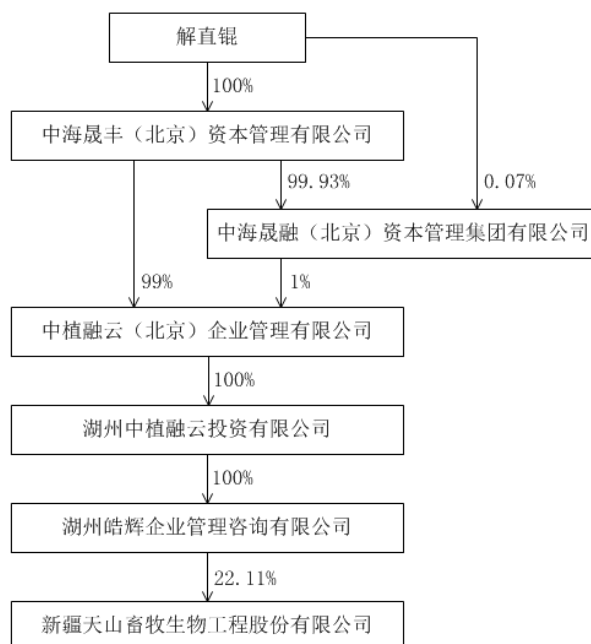 解直锟
100%
中海晟丰（北京）资本管理有限公司
99.93%
0.07%
中海晟融（北京）资本管理集团有限公司
99%
1%
中植融云（北京）企业管理有限公司
100%
湖州中植融云投资有限公司
100%
湖州皓辉企业管理咨询有限公司
22.11%
新疆天山畜牧生物工程股份有限公司